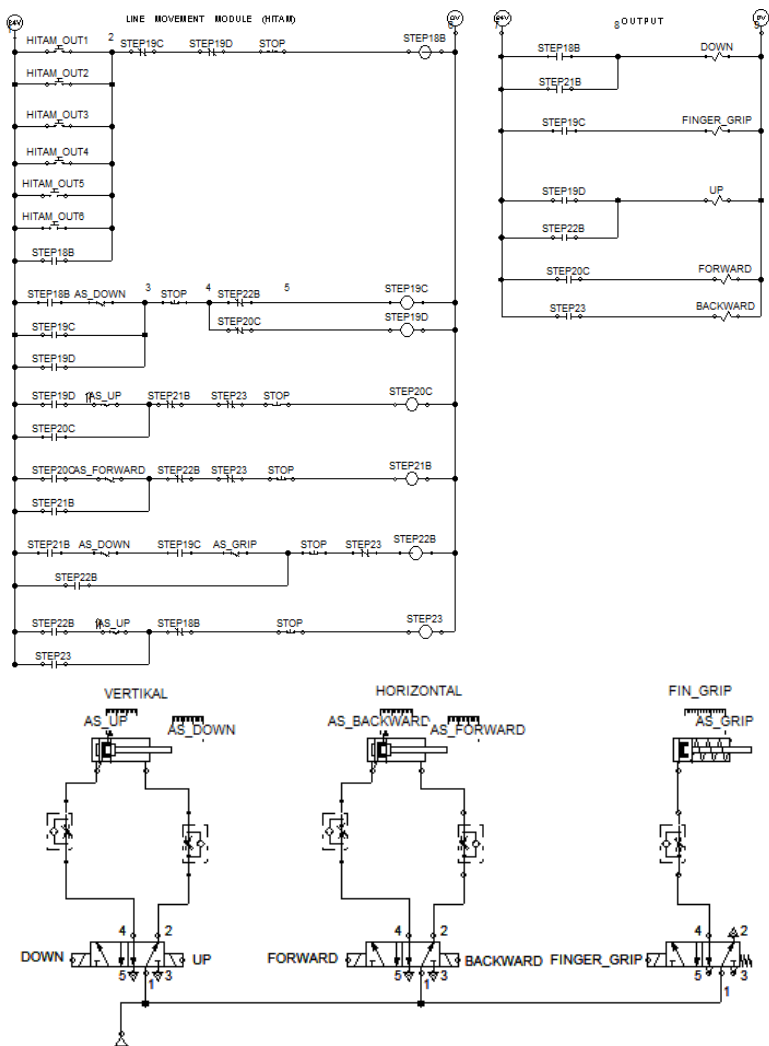 24V LINE MOVEMENT MODULE (HITAM) 0V
1 6
HITAM_OUT1 2 STEP19C STEP19D STOP STEP18B
HITAM_OUT2
HITAM_OUT3
HITAM_OUT4
HITAM_OUT5
HITAM_OUT6
STEP18B
3 4 5
STEP18B AS_DOWN STOP STEP22B STEP19C
STEP19C STEP20C STEP19D
STEP19D
STEP19D AS_UP STEP21B STEP23 STOP STEP20C
STEP20C
STEP20C AS_FORWARD STEP22B STEP23 STOP STEP21B
STEP21B
STEP21B AS_DOWN STEP19C AS_GRIP STOP STEP23 STEP22B
STEP22B
STEP22B AS_UP STEP18B STOP STEP23
STEP23
24V OUTPUT 0V
7 8 9
STEP18B DOWN
STEP21B
STEP19C FINGER_GRIP
STEP19D UP
STEP22B
STEP20C FORWARD
STEP23 BACKWARD
VERTIKAL HORIZONTAL FIN_GRIP
AS_UP AS_DOWN AS_BACKWARD AS_FORWARD AS_GRIP
4 2 4 2 4 2
DOWN UP FORWARD BACKWARD FINGER_GRIP
5 3 5 3 5 3
1 1 1